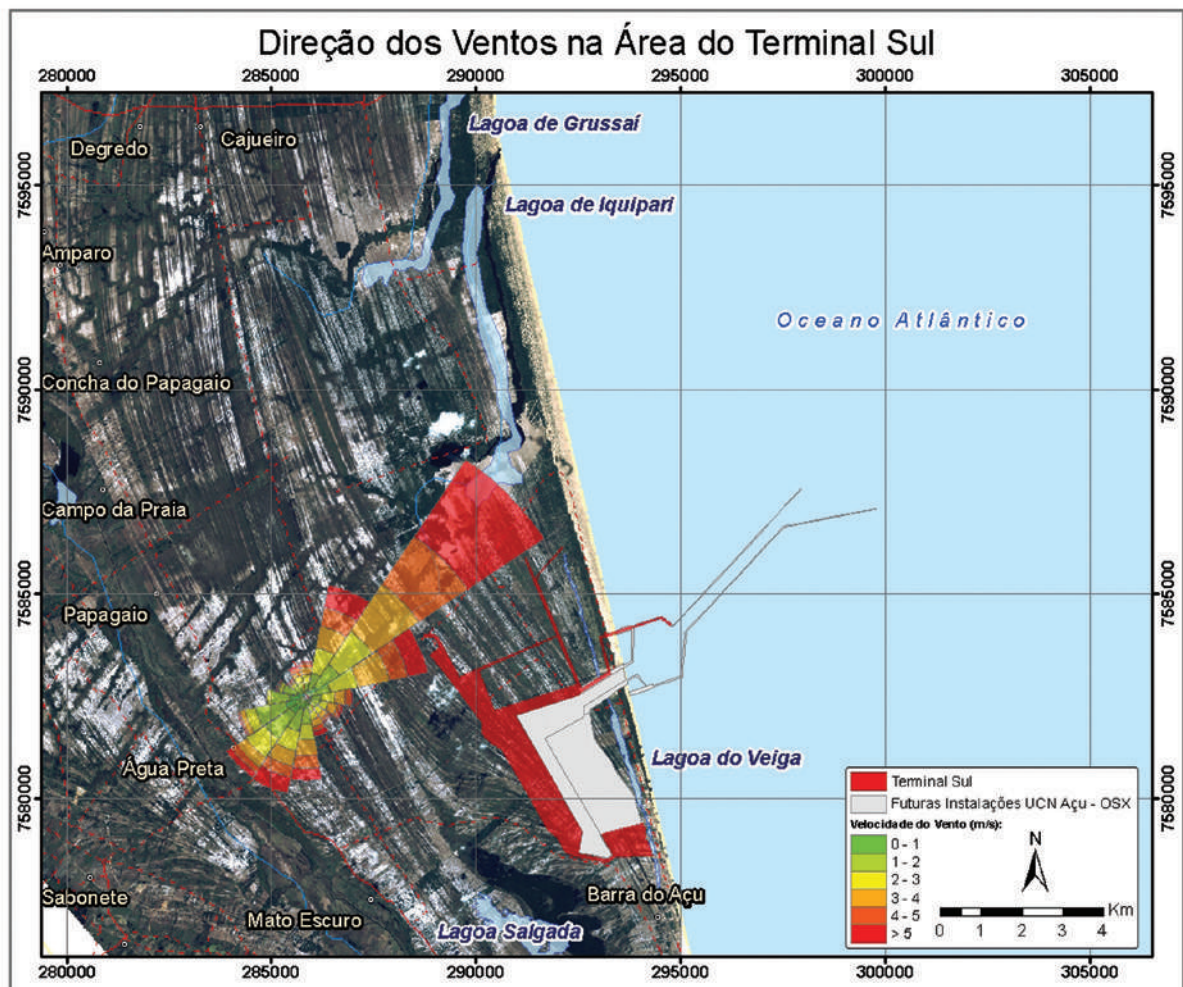 Direção dos Ventos na Área do Terminal Sul
280000 285000 290000 295000 300000 305000
Lagoa de Grussaí
Degredo
Cajueiro
7595000
7595000
Lagoa de Iquipari
Amparo
Oceano Atlântico
Concha do Papagaio
7590000
7590000
Campo da Praia
Papagaio
7585000
7585000
Água Preta
Lagoa do Veiga
7580000
7580000
Sabonete
Mato Escuro
Lagoa Salgada
Barra do Açu
Terminal Sul
Futuras Instalações UCN Açu - OSX
Velocidade do Vento (m/s):
0 - 1
1 - 2
2 - 3
3 - 4
4 - 5
> 5
N
Km
0 1 2 3 4
280000 285000 290000 295000 300000 305000